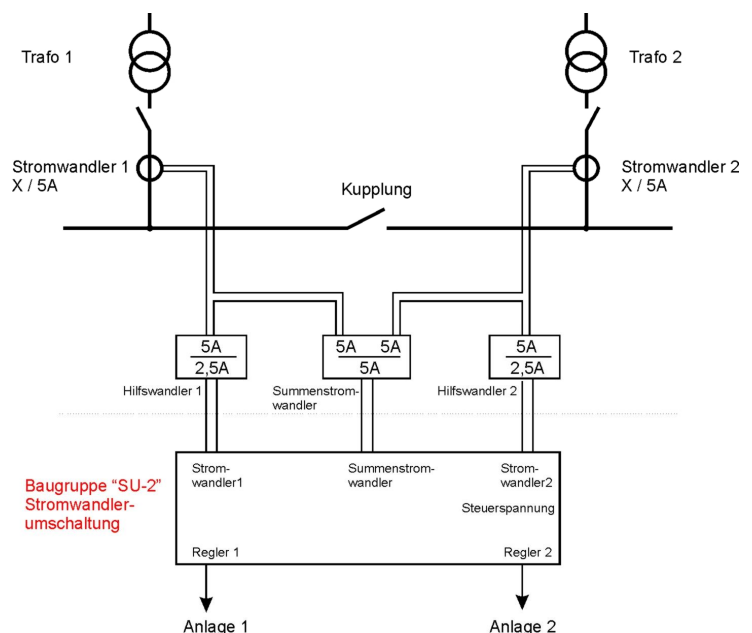 Trafo 1
Trafo 2
Stromwandler 1
X / 5A
Stromwandler 2
X / 5A
Kupplung
5A
2,5A
5A 5A
5A
5A
2,5A
Hilfswandler 1
Summenstrom-
wandler
Hilfswandler 2
Baugruppe “SU-2”
Stromwandler-
umschaltung
Strom-
wandler1
Summenstrom-
wandler
Strom-
wandler2
Steuerspannung
Regler 1
Regler 2
Anlage 1
Anlage 2